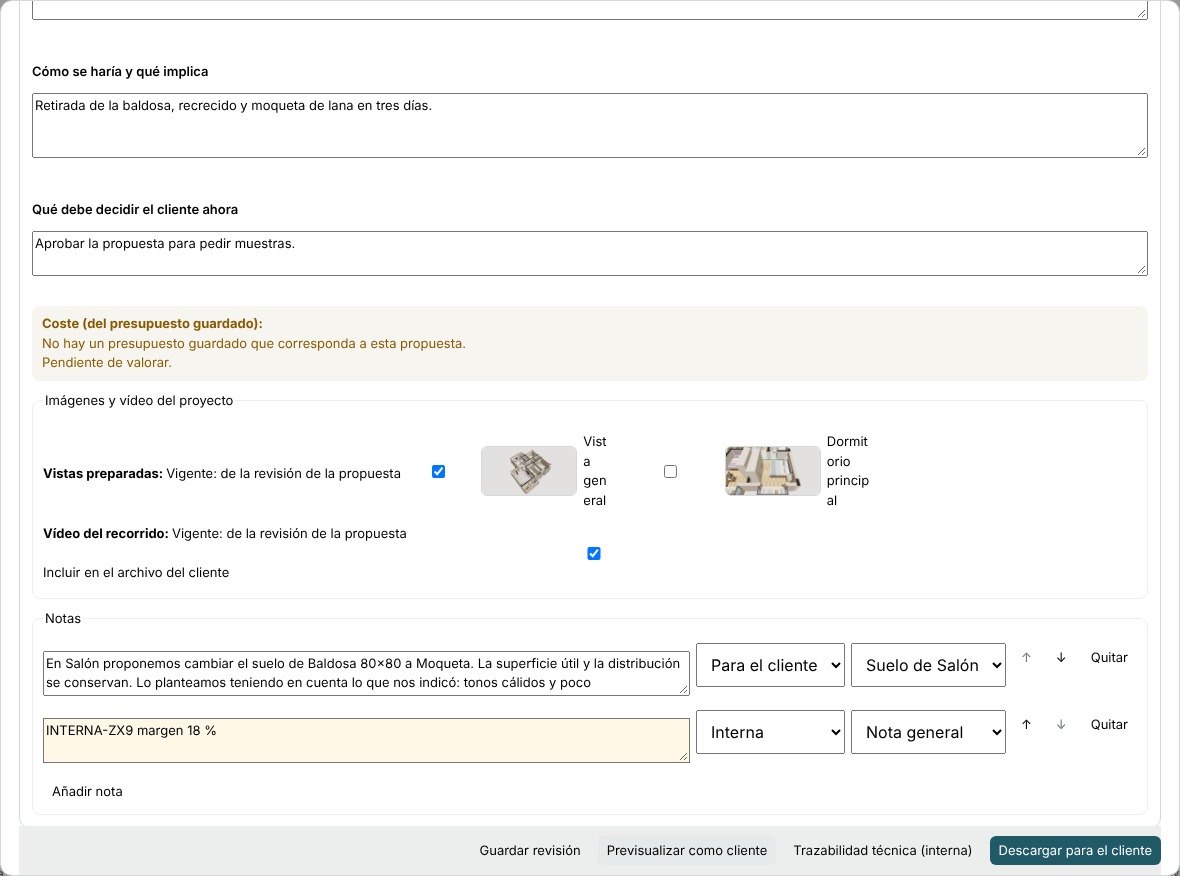 Cómo se haría y qué implica
Retirada de la baldosa, recrecido y moqueta de lana en tres días.
Qué debe decidir el cliente ahora
Aprobar la propuesta para pedir muestras.
Coste (del presupuesto guardado):
No hay un presupuesto guardado que corresponda a esta propuesta.
Pendiente de valorar.
Imágenes y vídeo del proyecto
Vistas preparadas: Vigente: de la revisión de la propuesta
Vist
a
gen
eral
Dormit
orio
princip
al
Vídeo del recorrido: Vigente: de la revisión de la propuesta
Incluir en el archivo del cliente
Notas
En Salón proponemos cambiar el suelo de Baldosa 80×80 a Moqueta. La superficie útil y la distribución
se conservan. Lo planteamos teniendo en cuenta lo que nos indicó: tonos cálidos y poco
Para el cliente
Suelo de Salón
↑ ↓ Quitar
INTERNA-ZX9 margen 18 %
Interna
Nota general
↑ ↓ Quitar
Añadir nota
Guardar revisión
Previsualizar como cliente
Trazabilidad técnica (interna)
Descargar para el cliente